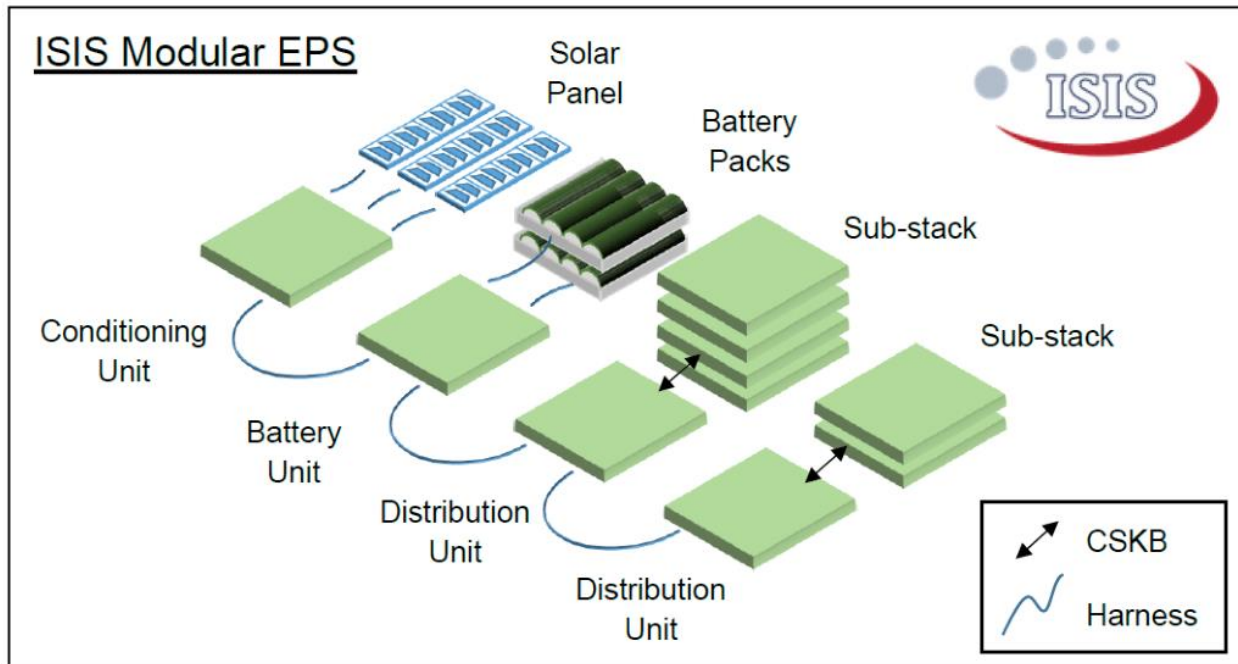 ISIS Modular EPS
Solar
Panel
ISIS
Battery
Packs
Sub-stack
Sub-stack
Conditioning
Unit
Battery
Unit
Distribution
Unit
Distribution
Unit
CSKB
Harness